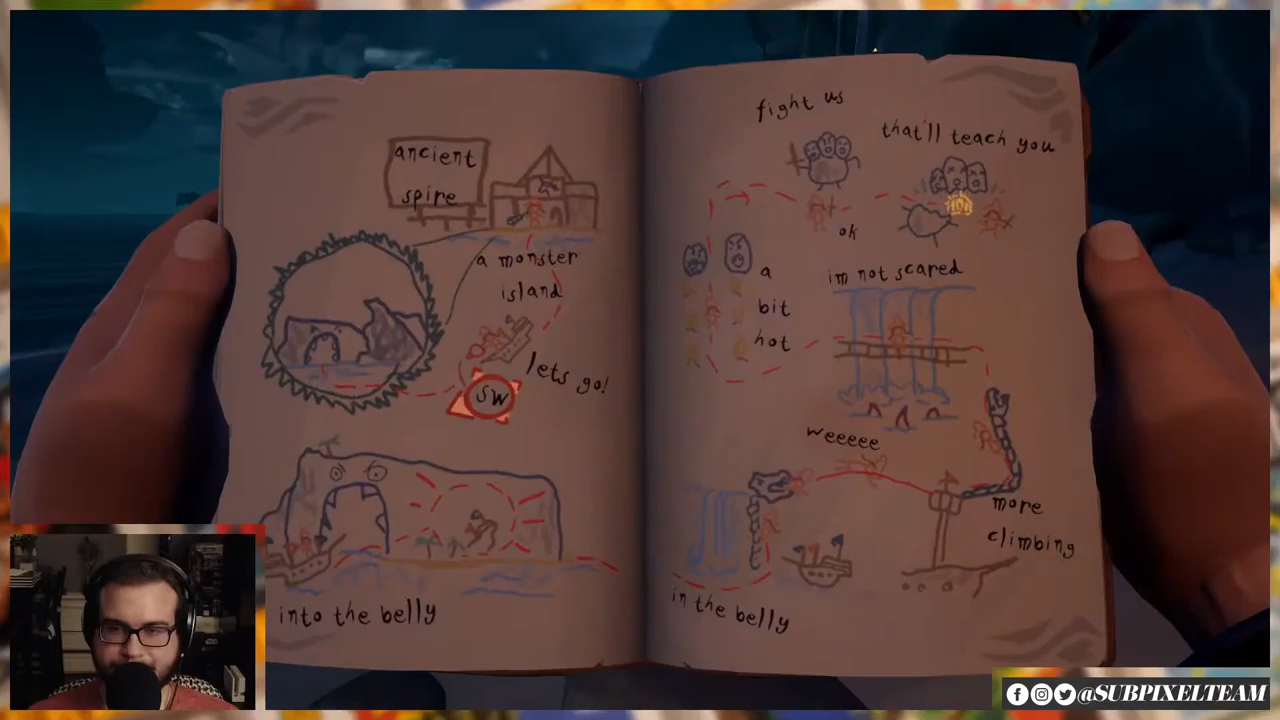 ancient
spire
a monster
island
lets go!
SW
into the belly
fight us
that'll teach you
ok
a
bit
hot
im not scared
weeeee
more
climbing
in the belly
@SUBPIXELTEAM